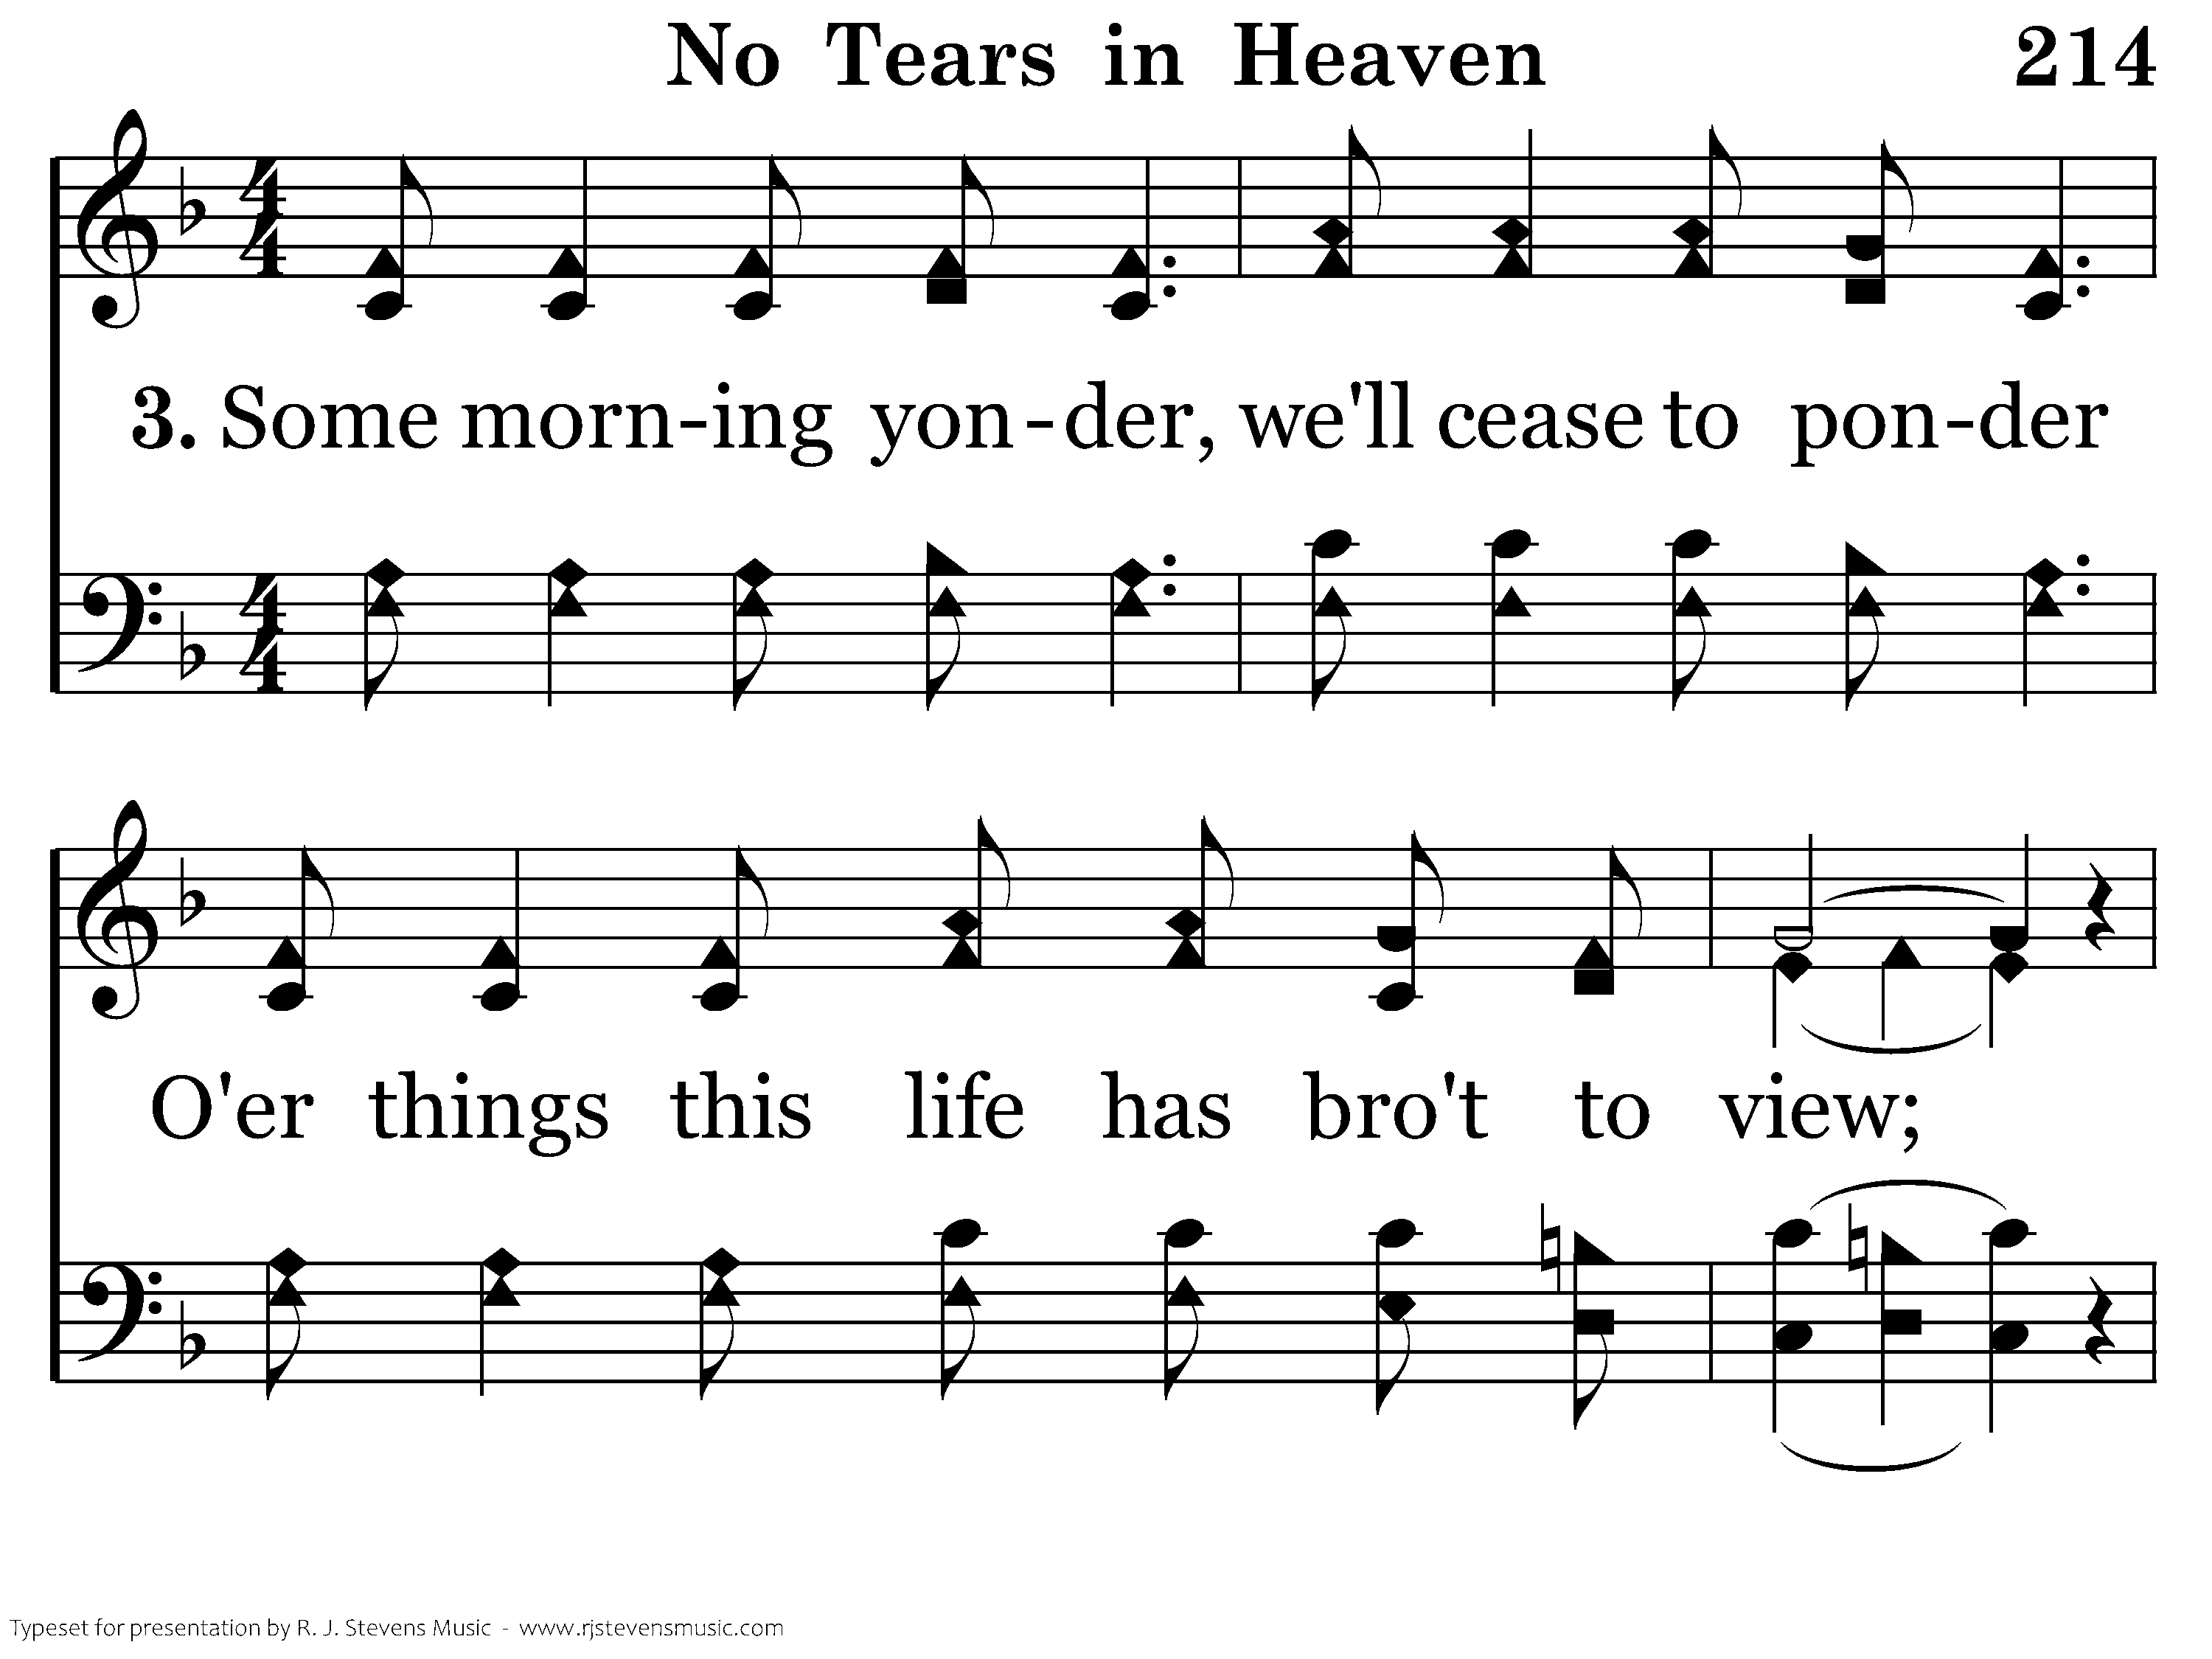 No Tears in Heaven 214
3. Some morn-ing yon-der, we'll cease to pon-der
O'er things this life has bro't to view;
Typeset for presentation by R. J. Stevens Music - www.rjstevensmusic.com